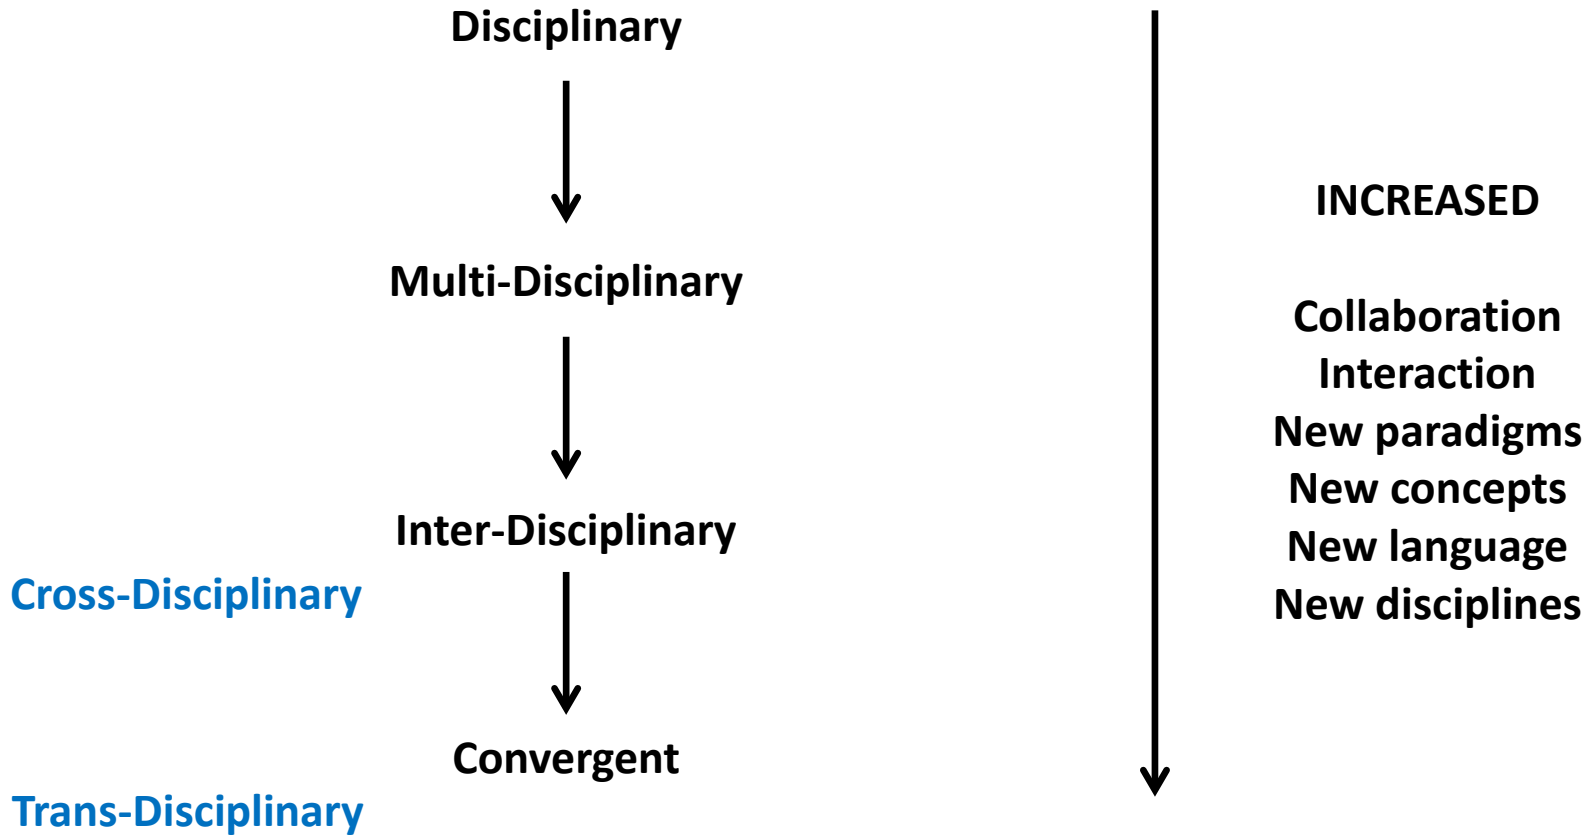 Disciplinary
Multi-Disciplinary
Inter-Disciplinary
Cross-Disciplinary
Convergent
Trans-Disciplinary
INCREASED
Collaboration
Interaction
New paradigms
New concepts
New language
New disciplines